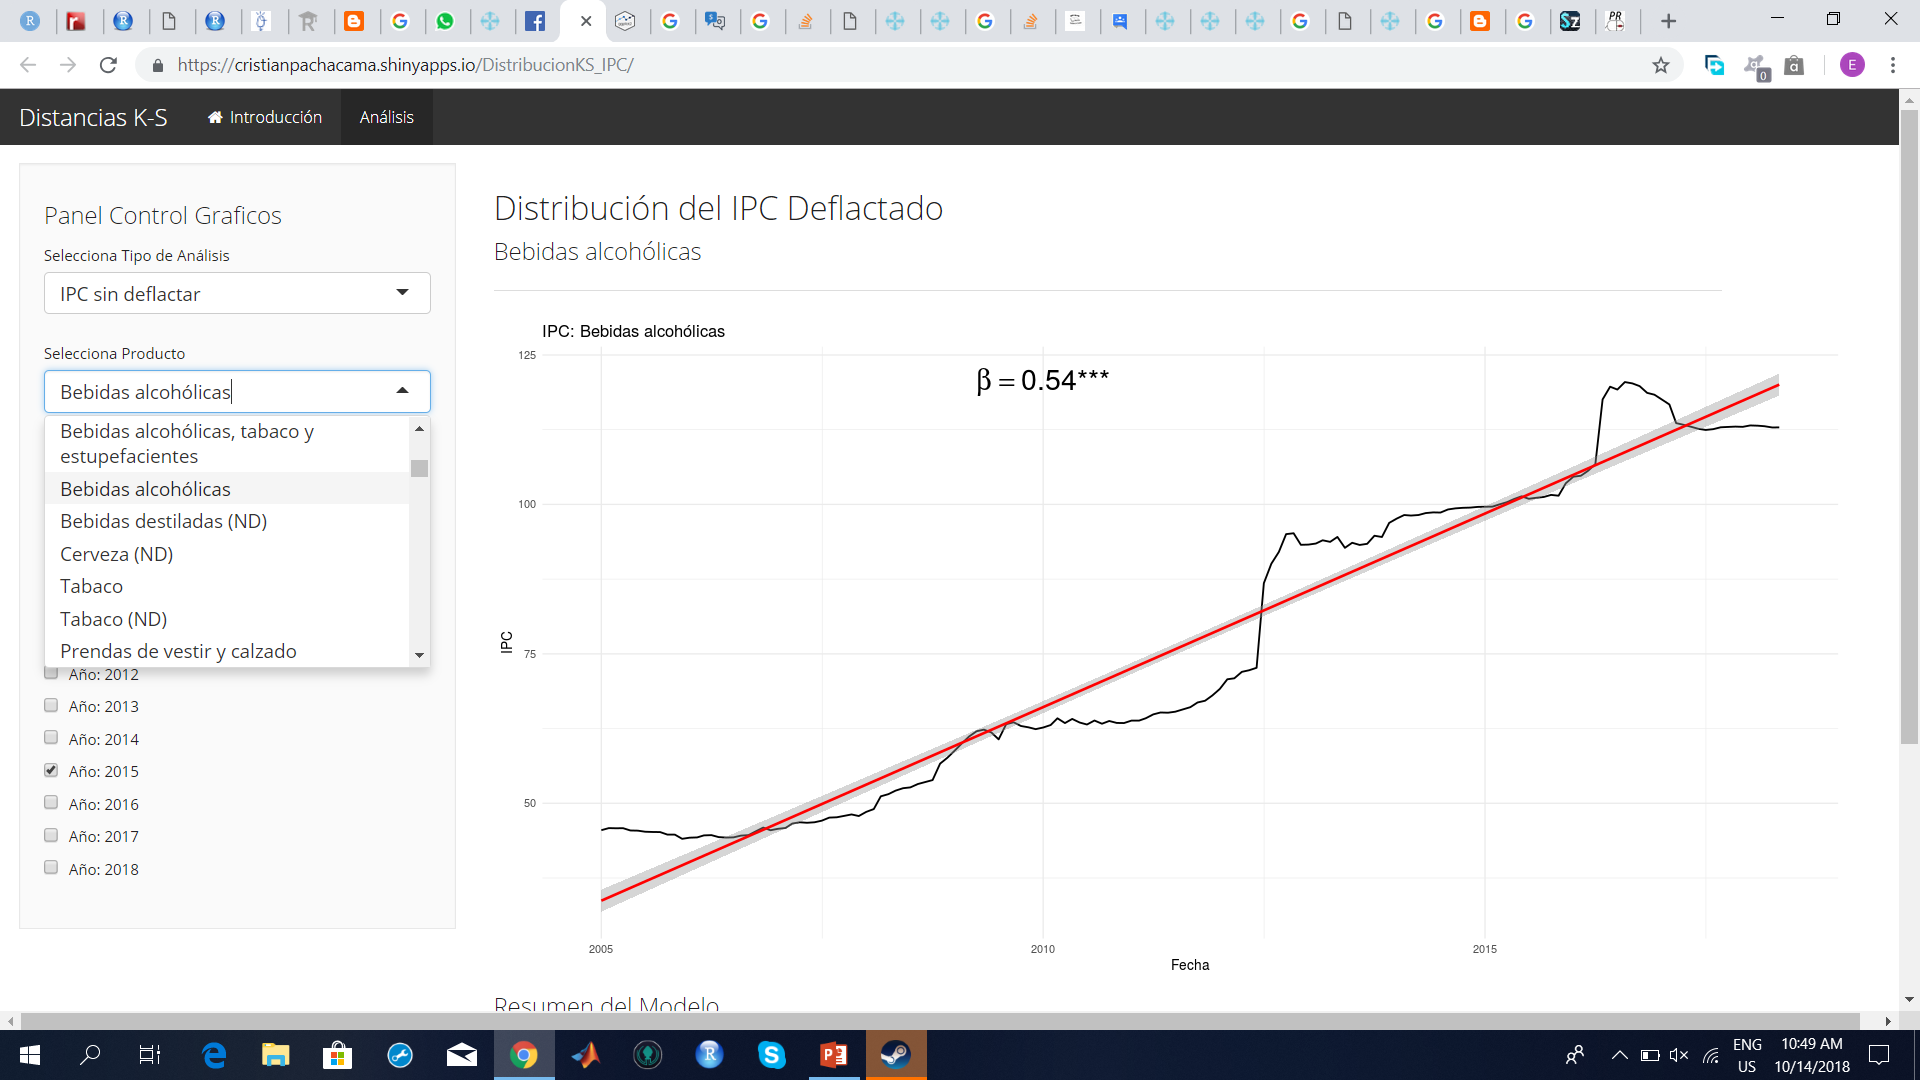 https://cristianpachacama.shinyapps.io/DistribucionKS_IPC/
0
E
Distancias K-S
Introducción
Análisis
Panel Control Graficos
Selecciona Tipo de Análisis
IPC sin deflactar
Selecciona Producto
Bebidas alcohólicas
Bebidas alcohólicas, tabaco y
estupefacientes
Bebidas alcohólicas
Bebidas destiladas (ND)
Cerveza (ND)
Tabaco
Tabaco (ND)
Prendas de vestir y calzado
Año: 2012
Año: 2013
Año: 2014
Año: 2015
Año: 2016
Año: 2017
Año: 2018
Distribución del IPC Deflactado
Bebidas alcohólicas
IPC: Bebidas alcohólicas
β = 0.54***
125
100
75
50
IPC
2005
2010
2015
Fecha
Resumen del Modelo
ENG
US
10:49 AM
10/14/2018